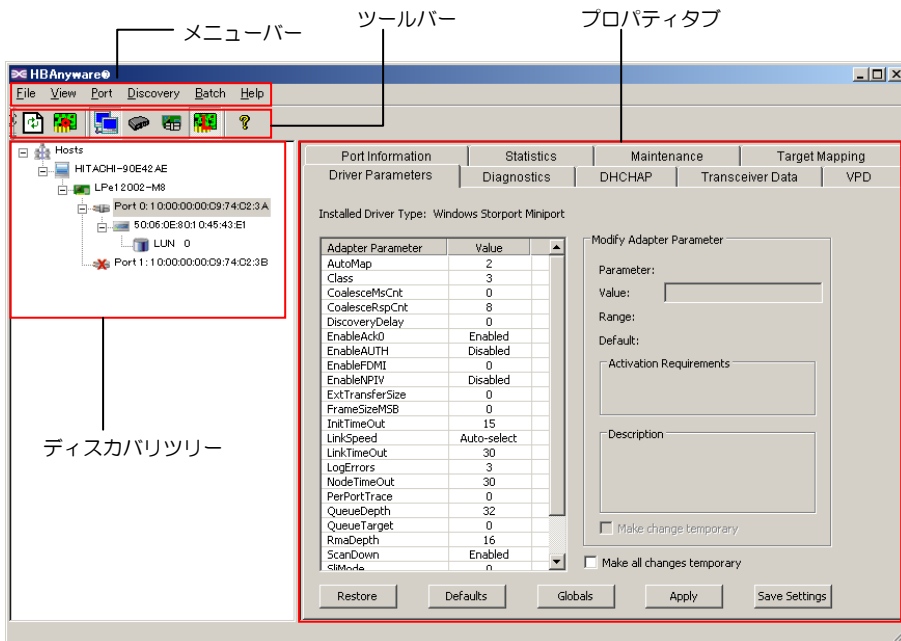 メニューバー
ツールバー
プロパティタブ
HBAnyware®
File View Port Discovery Batch Help
Hosts
HITACHI-90E42AE
LPe12002-M8
Port 0: 10:00:00:00:C9:74:C2:3A
50:06:0E:80:10:45:43:E1
LUN 0
Port 1: 10:00:00:00:C9:74:C2:3B
ディスカバリツリー
Port Information Statistics Maintenance Target Mapping
Driver Parameters Diagnostics DHCHAP Transceiver Data VPD
Installed Driver Type: Windows Storport Miniport
Adapter Parameter Value
AutoMap 2
Class 3
CoalesceMsCnt 0
CoalesceRspCnt 8
DiscoveryDelay 0
EnableAck0 Enabled
EnableAUTH Disabled
EnableFDMI 0
EnableNPIV Disabled
ExtTransferSize 0
FrameSizeMSB 0
InitTimeOut 15
LinkSpeed Auto-select
LinkTimeOut 30
LogErrors 3
NodeTimeOut 30
PerPortTrace 0
QueueDepth 32
QueueTarget 0
RmaDepth 16
ScanDown Enabled
SliMode 0
Modify Adapter Parameter
Parameter:
Value:
Range:
Default:
Activation Requirements
Description
Make change temporary
Make all changes temporary
Restore Defaults Globals Apply Save Settings